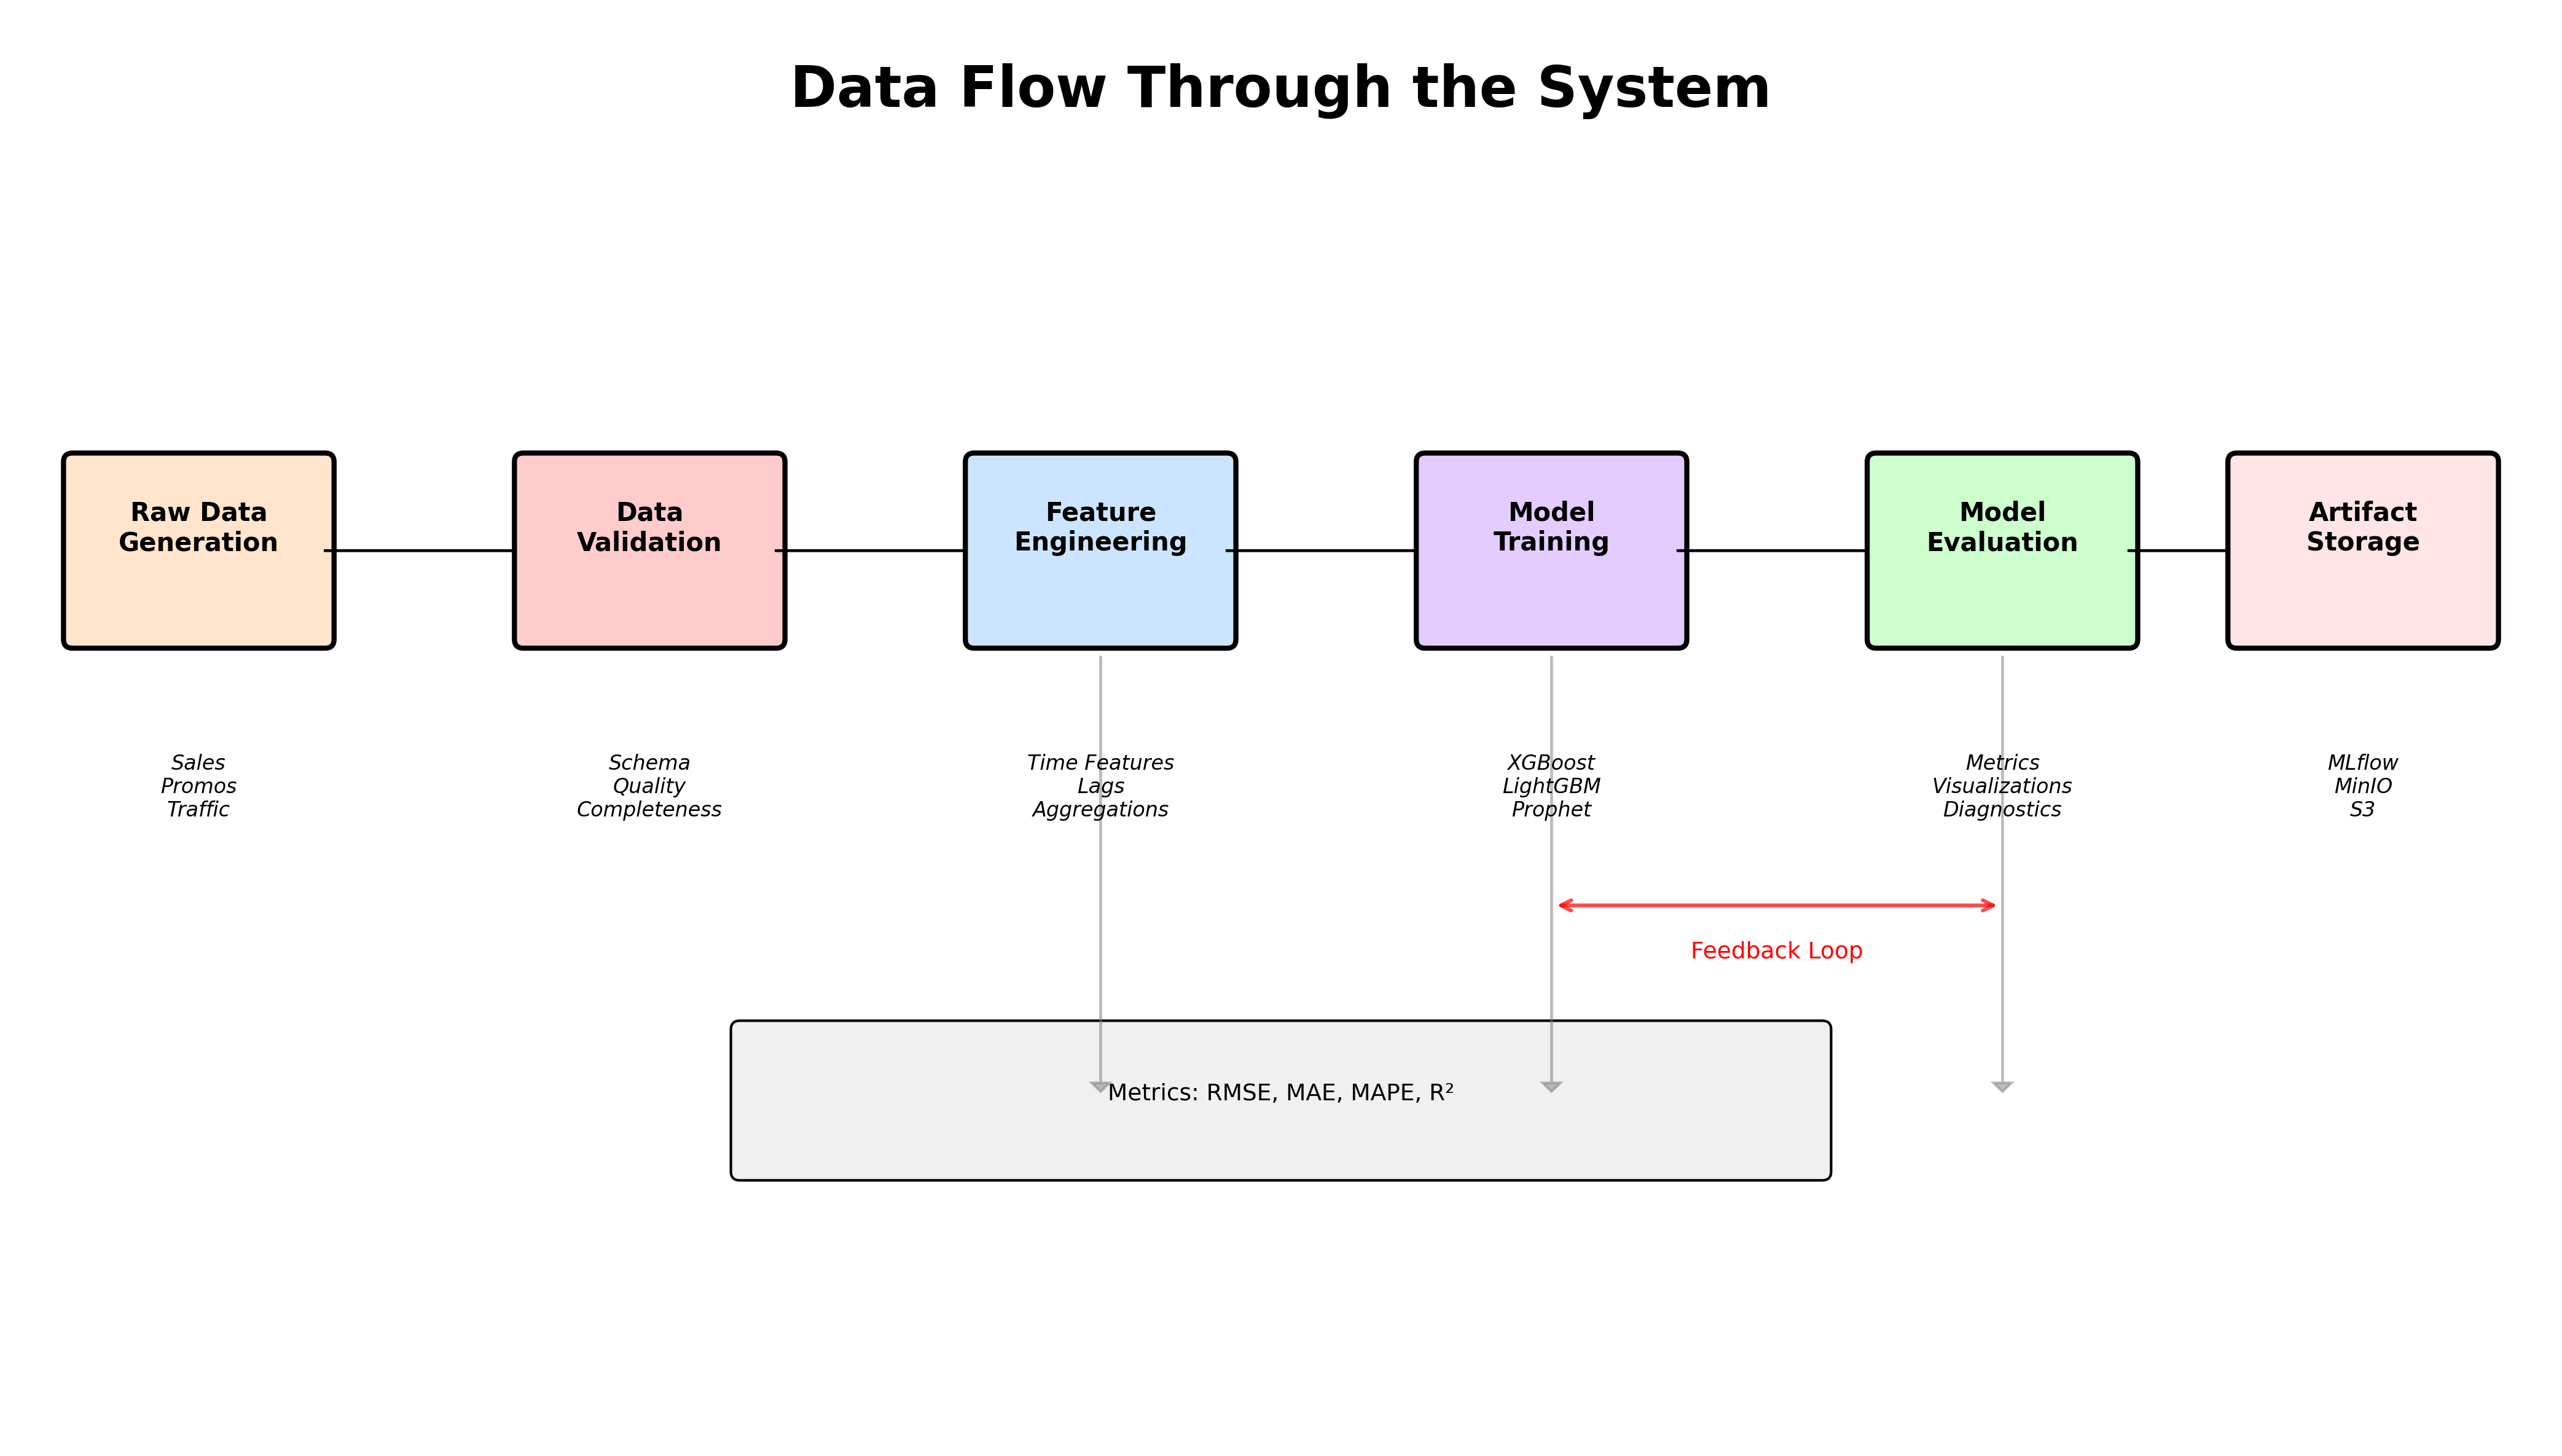 Data Flow Through the System
Raw Data
Generation
Data
Validation
Feature
Engineering
Model
Training
Model
Evaluation
Artifact
Storage
Sales
Promos
Traffic
Schema
Quality
Completeness
Time Features
Lags
Aggregations
XGBoost
LightGBM
Prophet
Metrics
Visualizations
Diagnostics
MLflow
MinIO
S3
Feedback Loop
Metrics: RMSE, MAE, MAPE, R²